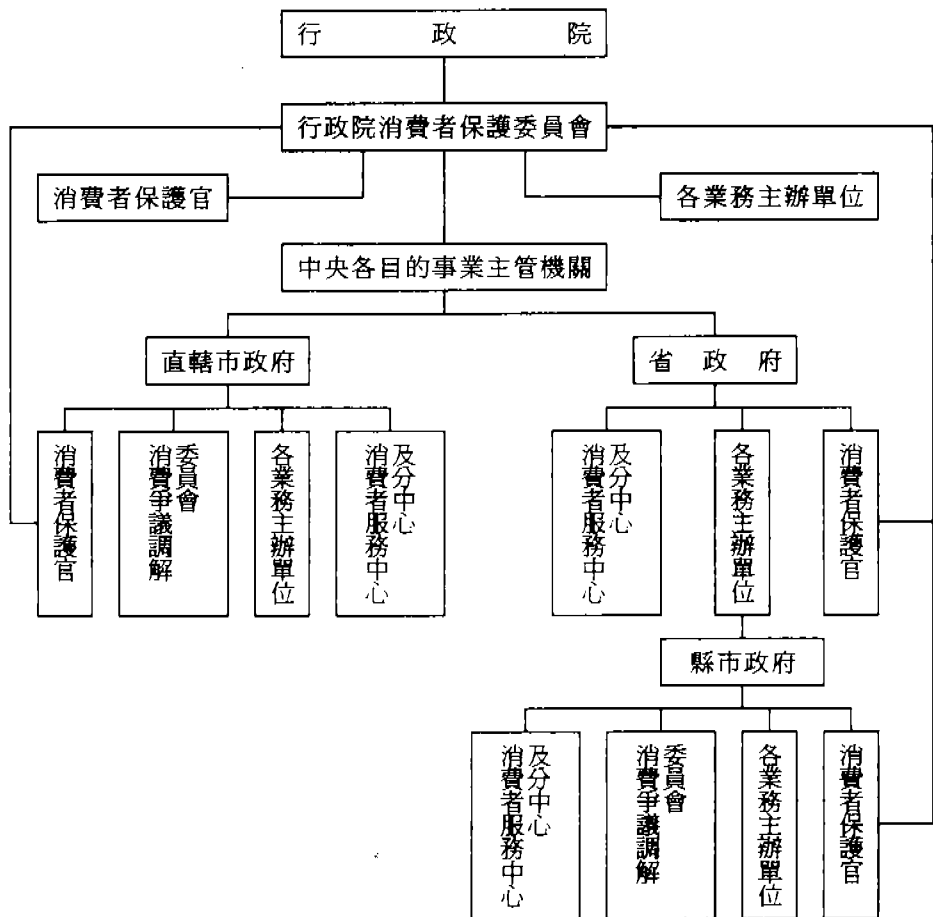 行政院
行政院消費者保護委員會
消費者保護官
各業務主辦單位
中央各目的事業主管機關
直轄市政府
省政府
消費者保護官
消費爭議調解
委員會
各業務主辦單位
消費者服務中心
及分中心
消費者服務中心
及分中心
各業務主辦單位
消費者保護官
縣市政府
消費者服務中心
及分中心
消費爭議調解
委員會
各業務主辦單位
消費者保護官